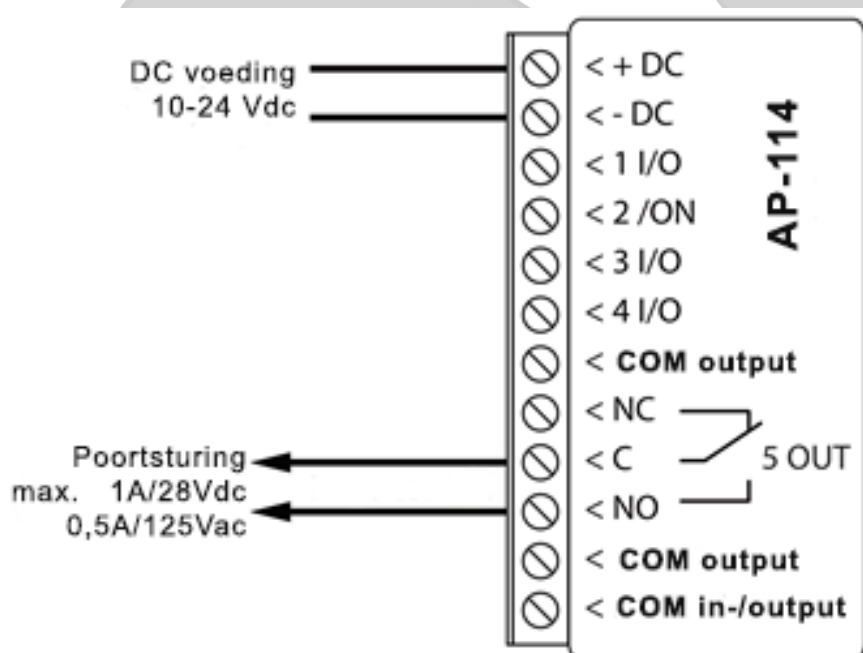 DC voeding
10-24 Vdc
< + DC
< - DC
< 1 I/O
< 2 /ON
< 3 I/O
< 4 I/O
< COM output
< NC
< C
5 OUT
< NO
< COM output
< COM in-/output
AP-114
Poortsturing
max. 1A/28Vdc
0,5A/125Vac